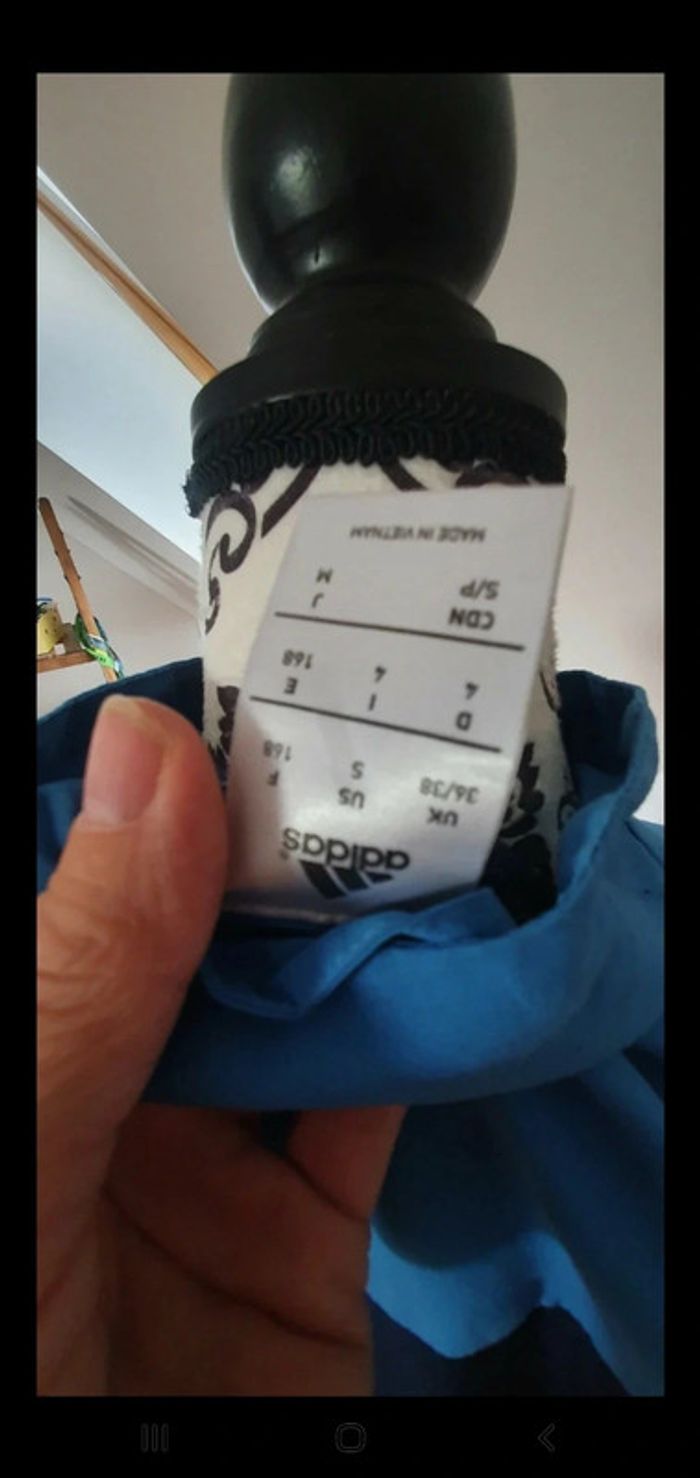 adidas
UK US F
36/38 S 168
D I E
4 4 168
CDN J
S/P M
MADE IN VIETNAM